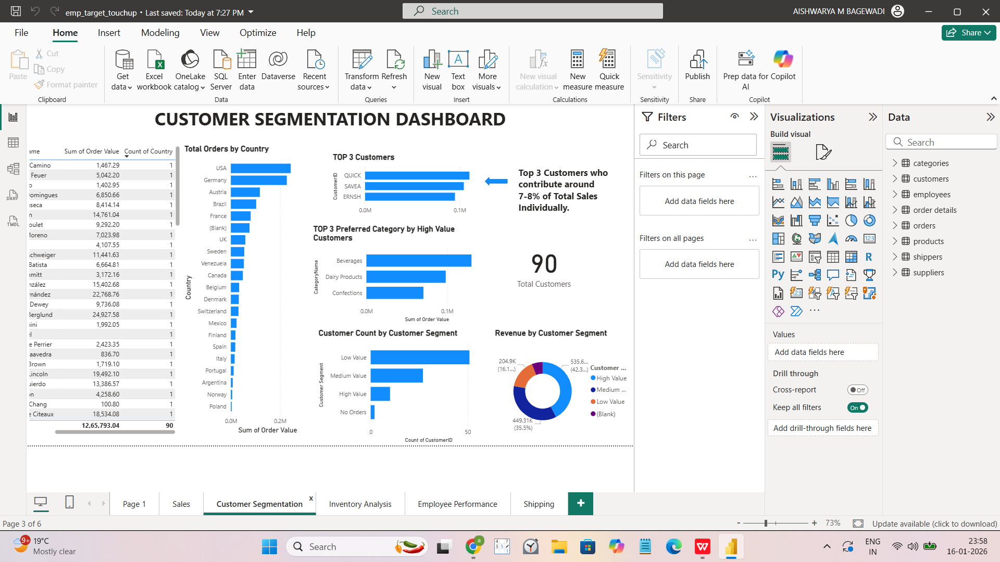 emp_target_touchup • Last saved: Today at 7:27 PM
Search
AISHWARYA M BAGEWADI
File
Home
Insert
Modeling
View
Optimize
Help
Share
Paste
Cut
Copy
Format painter
Clipboard
Get data
Excel workbook
OneLake catalog
SQL Server
Enter data
Dataverse
Recent sources
Data
Transform data
Refresh
Queries
New visual
Text box
More visuals
Insert
New visual calculation
New measure
Quick measure
Calculations
Sensitivity
Sensitivity
Publish
Share
Prep data for AI
Copilot
Copilot
CUSTOMER SEGMENTATION DASHBOARD
ame Sum of Order Value Count of Country
Camino 1,467.29 1
Feuer 5,042.20 1
o 1,402.95 1
Domingues 6,850.66 1
nseca 8,414.14 1
n 14,761.04 1
oulet 9,292.20 1
Moreno 7,023.98 1
4,107.55 1
schweiger 11,441.63 1
Batista 6,664.81 1
hmitt 3,172.16 1
nzález 15,402.68 1
rnández 22,768.76 1
Dewey 9,736.08 1
Berglund 24,927.58 1
nini 1,992.05 1
el 1
e Perrier 2,423.35 1
aavedra 836.70 1
Brown 1,719.10 1
Lincoln 19,492.10 1
uierdo 13,386.57 1
on 4,258.60 1
Chang 100.80 1
e Citeaux 18,534.08 1
12,65,793.04 90
Total Orders by Country
Country
USA
Germany
Austria
Brazil
France
(Blank)
UK
Sweden
Venezuela
Canada
Belgium
Denmark
Switzerland
Mexico
Finland
Spain
Italy
Portugal
Argentina
Norway
Poland
0.0M 0.2M
Sum of Order Value
TOP 3 Customers
CustomerID
QUICK
SAVEA
ERNSH
0.0M 0.1M
Top 3 Customers who
contribute around
7-8% of Total Sales
Individually.
TOP 3 Preferred Category by High Value
Customers
CategoryName
Beverages
Dairy Products
Confections
0.0M 0.1M
Sum of Order Value
90
Total Customers
Customer Count by Customer Segment
Customer Segment
Low Value
Medium Value
High Value
No Orders
0 50
Count of CustomerID
Revenue by Customer Segment
204.9K
(16.1...)
535.6...
(42.3...)
449.31K
(35.5%)
Customer ...
High Value
Medium ...
Low Value
(Blank)
Filters
Search
Filters on this page ...
Add data fields here
Filters on all pages ...
Add data fields here
Visualizations
Build visual
123
R
Py
123
...
Values
Add data fields here
Drill through
Cross-report Off
Keep all filters On
Add drill-through fields here
Data
Search
categories
customers
employees
order details
orders
products
shippers
suppliers
DAX
TMDL
Page 1
Sales
Customer Segmentation x
Inventory Analysis
Employee Performance
Shipping
+
Page 3 of 6
- + 73%
Update available (click to download)
9+
19°C
Mostly clear
Search
a
W
ENG
IN
23:58
16-01-2026